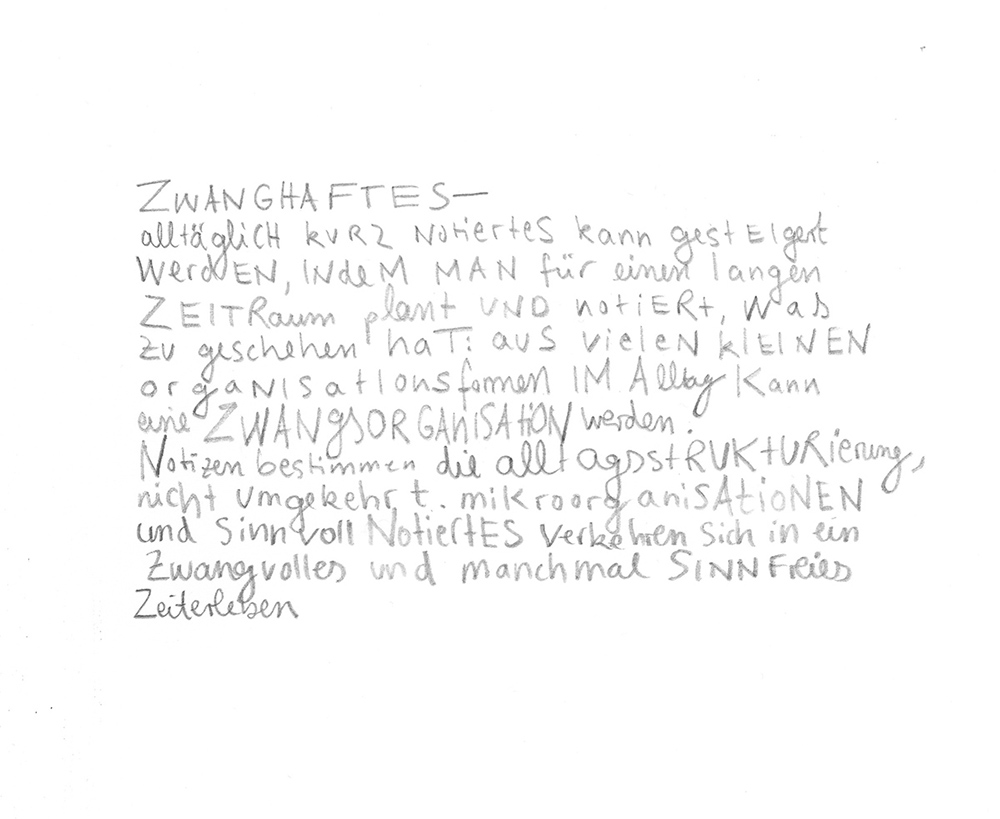 ZWANGHAFTES—
alltägliCH kURZ NotiertES kann gestEIgert
WerdEN, INdeM MAN für einen langen
ZEITRaum plant UND notiERt, was
zu geschehen haT: aUS vielen klEINEN
organisationsformen IM Alltag Kann
eine ZWANgSORGANiSATiON werden.
Notizen bestimmen die alltagsstRUKtURierung,
nicht umgekehrt. mikroorganiSAtioNEN
und Sinnvoll NotiertES verkehren Sich in ein
Zwangvolles und manchmal SINNFreies
Zeiterleben